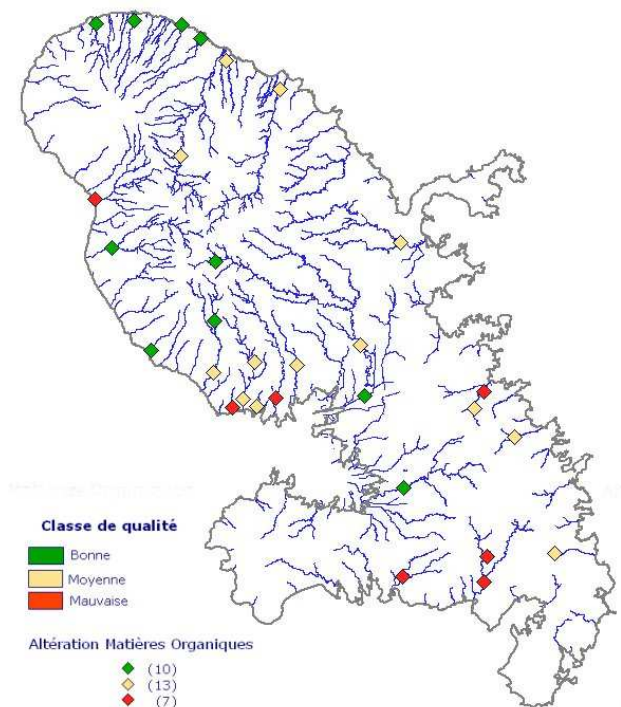 Classe de qualité
Bonne
Moyenne
Mauvaise
Altération Matières Organiques
(10)
(13)
(7)